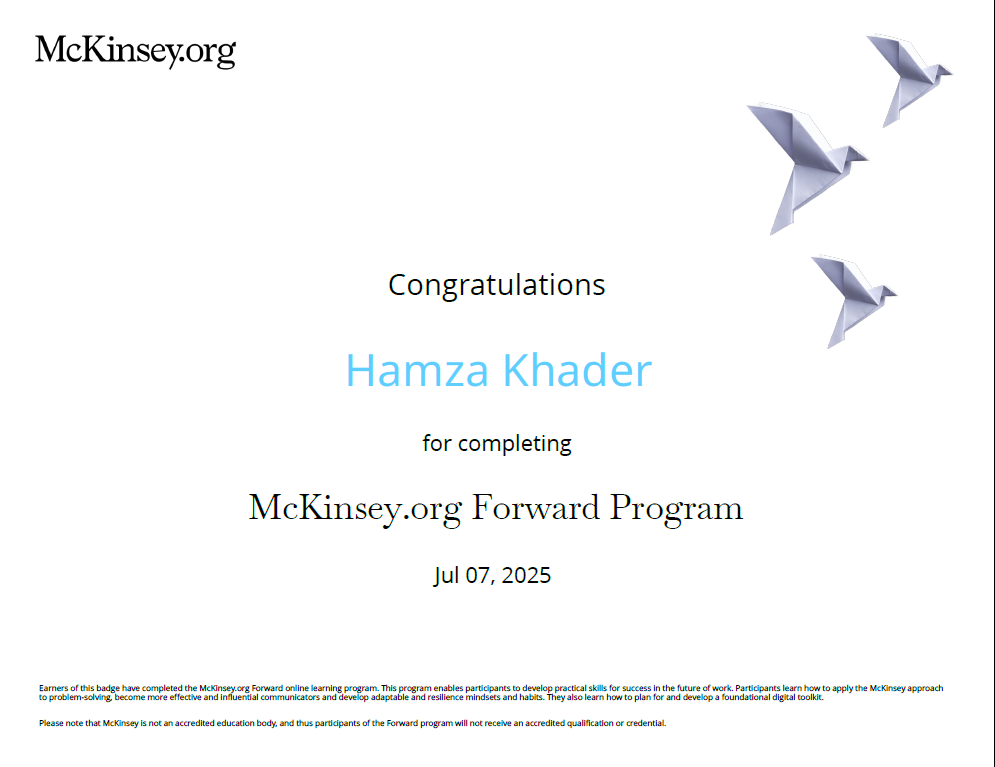 McKinsey.org
Congratulations
Hamza Khader
for completing
McKinsey.org Forward Program
Jul 07, 2025
Earners of this badge have completed the McKinsey.org Forward online learning program. This program enables participants to develop practical skills for success in the future of work. Participants learn how to apply the McKinsey approach
to problem-solving, become more effective and influential communicators and develop adaptable and resilience mindsets and habits. They also learn how to plan for and develop a foundational digital toolkit.
Please note that McKinsey is not an accredited education body, and thus participants of the Forward program will not receive an accredited qualification or credential.